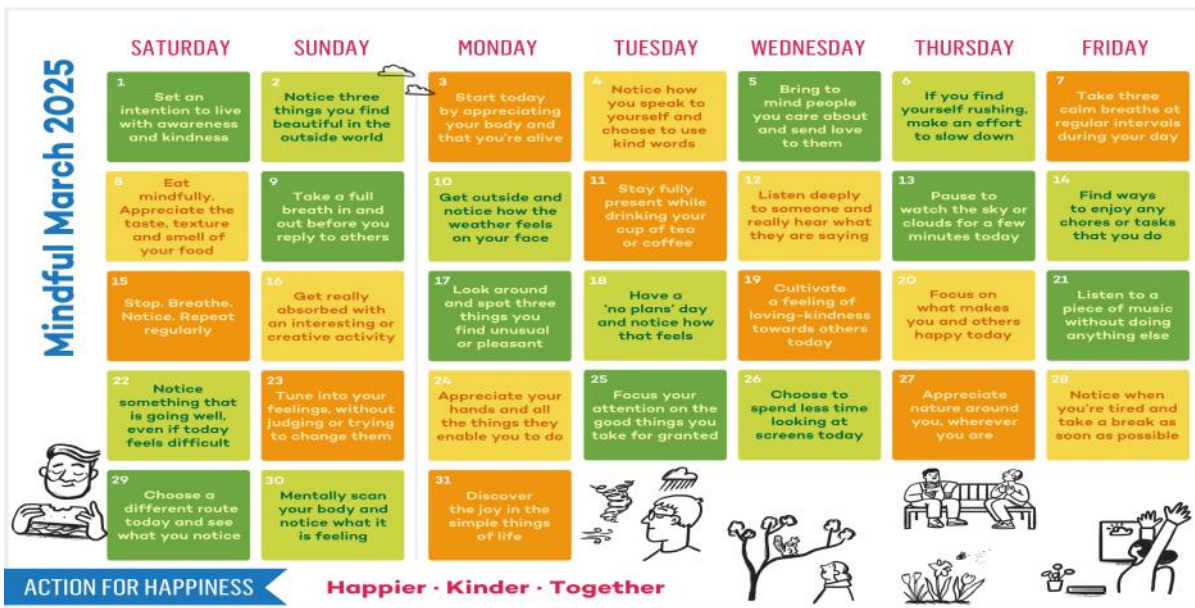 Mindful March 2025
SATURDAY
SUNDAY
MONDAY
TUESDAY
WEDNESDAY
THURSDAY
FRIDAY
1
Set an
intention to live
with awareness
and kindness
2
Notice three
things you find
beautiful in the
outside world
3
Start today
by appreciating
your body and
that you're alive
4
Notice how
you speak to
yourself and
choose to use
kind words
5
Bring to
mind people
you care about
and send love
to them
6
If you find
yourself rushing,
make an effort
to slow down
7
Take three
calm breaths at
regular intervals
during your day
8
Eat
mindfully.
Appreciate the
taste, texture
and smell of
your food
9
Take a full
breath in and
out before you
reply to others
10
Get outside and
notice how the
weather feels
on your face
11
Stay fully
present while
drinking your
cup of tea
or coffee
12
Listen deeply
to someone and
really hear what
they are saying
13
Pause to
watch the sky or
clouds for a few
minutes today
14
Find ways
to enjoy any
chores or tasks
that you do
15
Stop. Breathe.
Notice. Repeat
regularly
16
Get really
absorbed with
an interesting or
creative activity
17
Look around
and spot three
things you
find unusual
or pleasant
18
Have a
'no plans' day
and notice how
that feels
19
Cultivate
a feeling of
loving-kindness
towards others
today
20
Focus on
what makes
you and others
happy today
21
Listen to a
piece of music
without doing
anything else
22
Notice
something that
is going well,
even if today
feels difficult
23
Tune into your
feelings, without
judging or trying
to change them
24
Appreciate your
hands and all
the things they
enable you to do
25
Focus your
attention on the
good things you
take for granted
26
Choose to
spend less time
looking at
screens today
27
Appreciate
nature around
you, wherever
you are
28
Notice when
you're tired and
take a break as
soon as possible
29
Choose a
different route
today and see
what you notice
30
Mentally scan
your body and
notice what it
is feeling
31
Discover
the joy in the
simple things
of life
ACTION FOR HAPPINESS
Happier · Kinder · Together